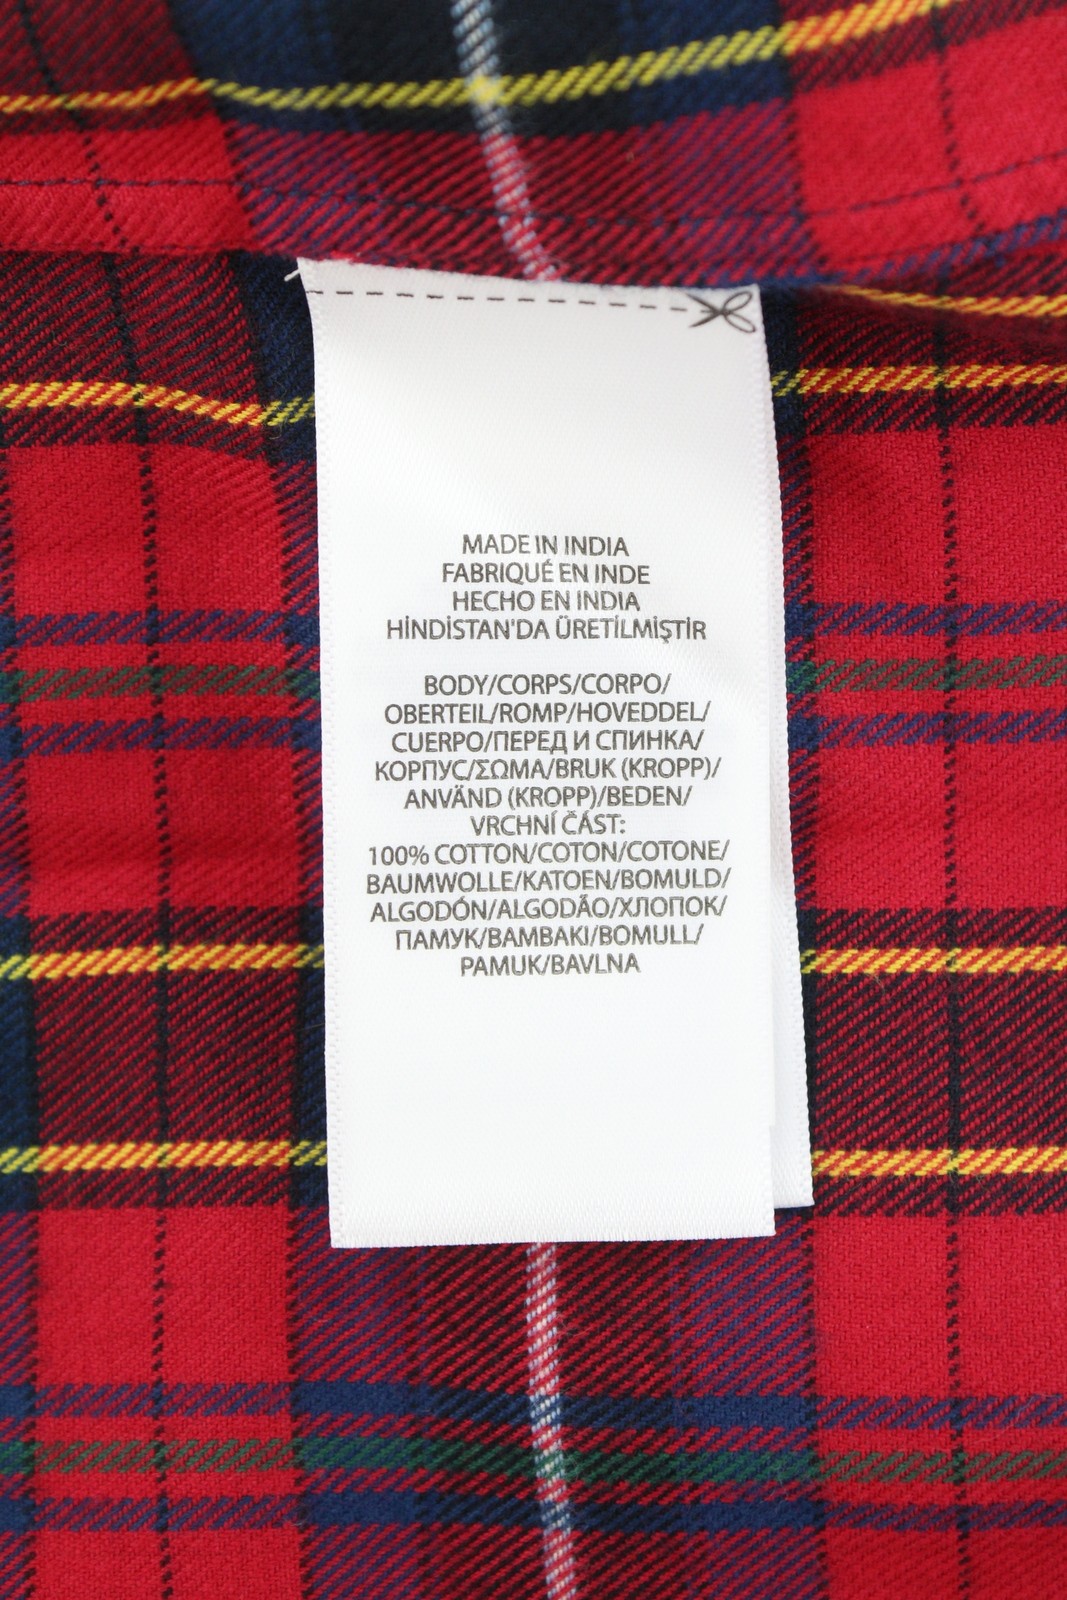 MADE IN INDIA
FABRIQUÉ EN INDE
HECHO EN INDIA
HİNDİSTAN'DA ÜRETİLMİŞTİR
BODY/CORPS/CORPO/
OBERTEIL/ROMP/HOVEDDEL/
CUERPO/ПЕРЕД И СПИНКА/
КОРПУС/ΣΩΜΑ/BRUK (KROPP)/
ANVÄND (KROPP)/BEDEN/
VRCHNÍ ČÁST:
100% COTTON/COTON/COTONE/
BAUMWOLLE/KATOEN/BOMULD/
ALGODÓN/ALGODÃO/ХЛОПОК/
ПАМУК/ΒΑΜΒΑΚΙ/BOMULL/
PAMUK/BAVLNA